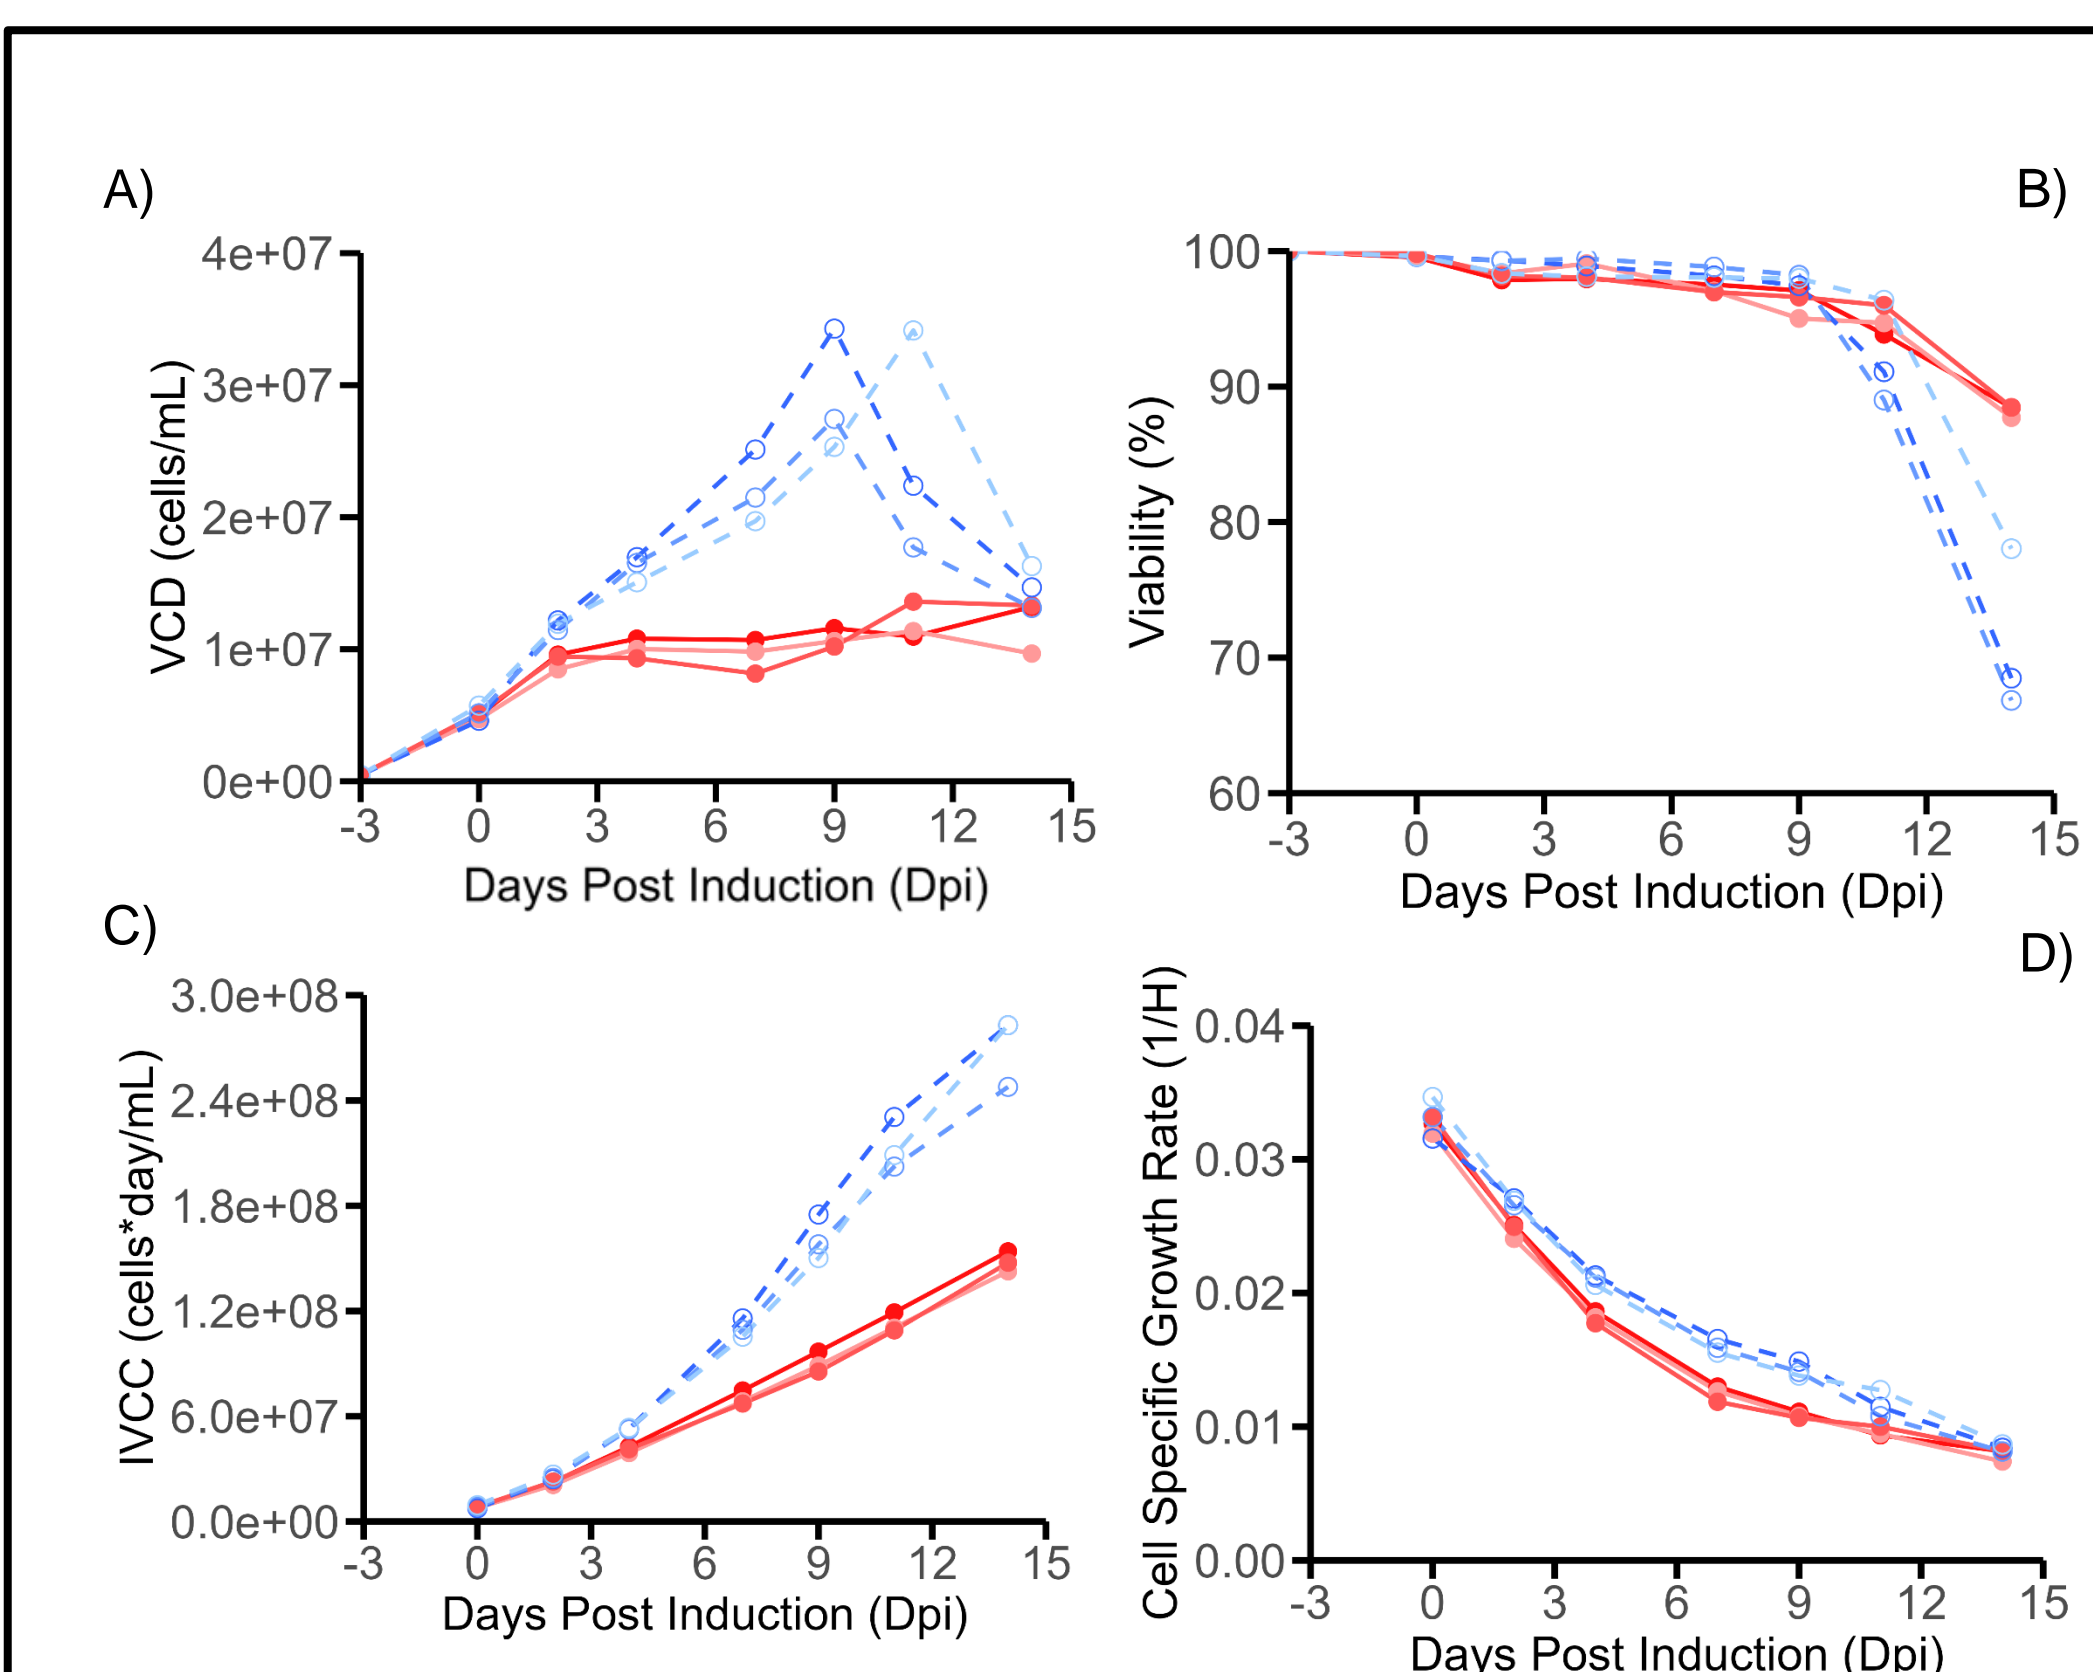 A)
4e+07
3e+07
2e+07
1e+07
0e+00
VCD (cells/mL)
-3 0 3 6 9 12 15
Days Post Induction (Dpi)
B)
100
90
80
70
60
Viability (%)
-3 0 3 6 9 12 15
Days Post Induction (Dpi)
C)
3.0e+08
2.4e+08
1.8e+08
1.2e+08
6.0e+07
0.0e+00
IVCC (cells*day/mL)
-3 0 3 6 9 12 15
Days Post Induction (Dpi)
D)
0.04
0.03
0.02
0.01
0.00
Cell Specific Growth Rate (1/H)
-3 0 3 6 9 12 15
Days Post Induction (Dpi)